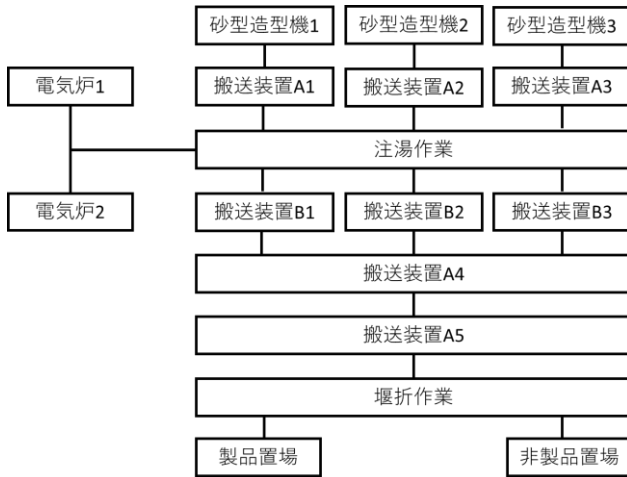 砂型造型機1
砂型造型機2
砂型造型機3
電気炉1
搬送装置A1
搬送装置A2
搬送装置A3
注湯作業
電気炉2
搬送装置B1
搬送装置B2
搬送装置B3
搬送装置A4
搬送装置A5
堰折作業
製品置場
非製品置場